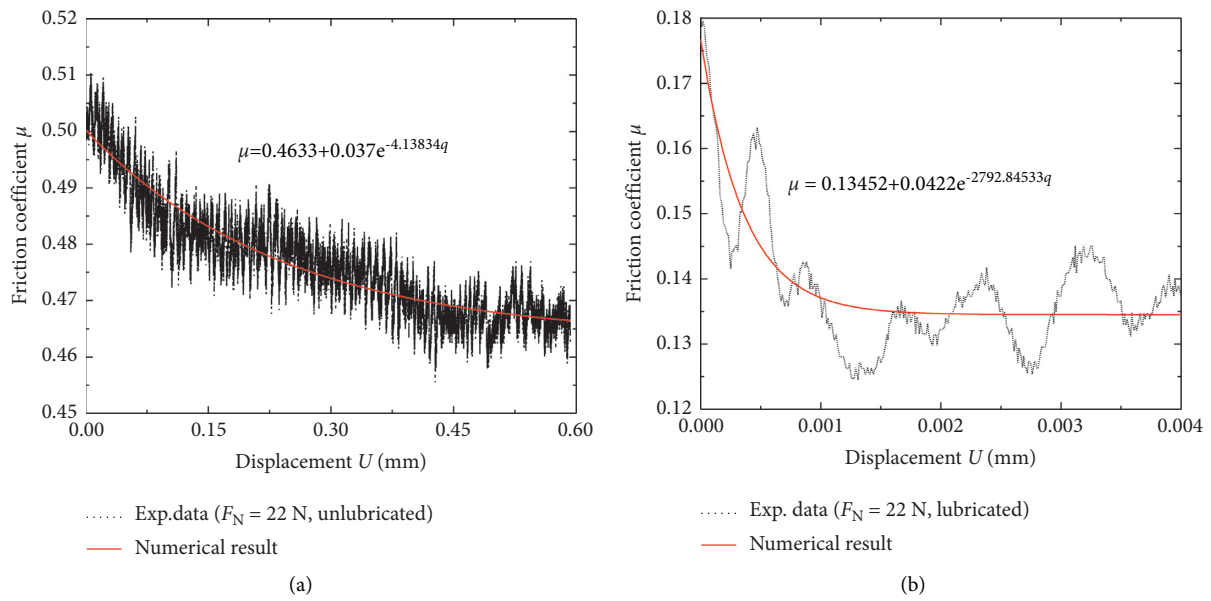 0.52
0.51
0.50
0.49
0.48
0.47
0.46
0.45
Friction coefficient μ
μ=0.4633+0.037e^-4.13834q
0.00 0.15 0.30 0.45 0.60
Displacement U (mm)
Exp.data (F_N = 22 N, unlubricated)
Numerical result
(a)
0.18
0.17
0.16
0.15
0.14
0.13
0.12
Friction coefficient μ
μ = 0.13452+0.0422e^-2792.84533q
0.000 0.001 0.002 0.003 0.004
Displacement U (mm)
Exp. data (F_N = 22 N, lubricated)
Numerical result
(b)